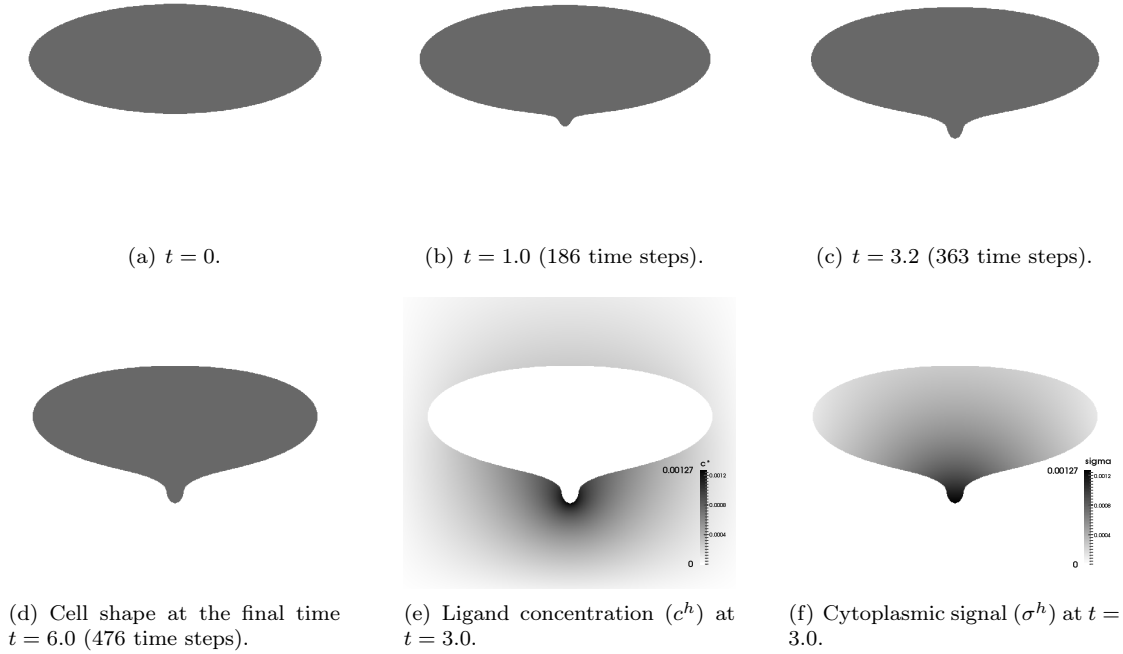 (a) t = 0.
(b) t = 1.0 (186 time steps).
(c) t = 3.2 (363 time steps).
c*
0.00127
0.0012
0.0008
0.0004
0
sigma
0.00127
0.0012
0.0008
0.0004
0
(d) Cell shape at the final time
t = 6.0 (476 time steps).
(e) Ligand concentration (c^h) at
t = 3.0.
(f) Cytoplasmic signal (σ^h) at t =
3.0.